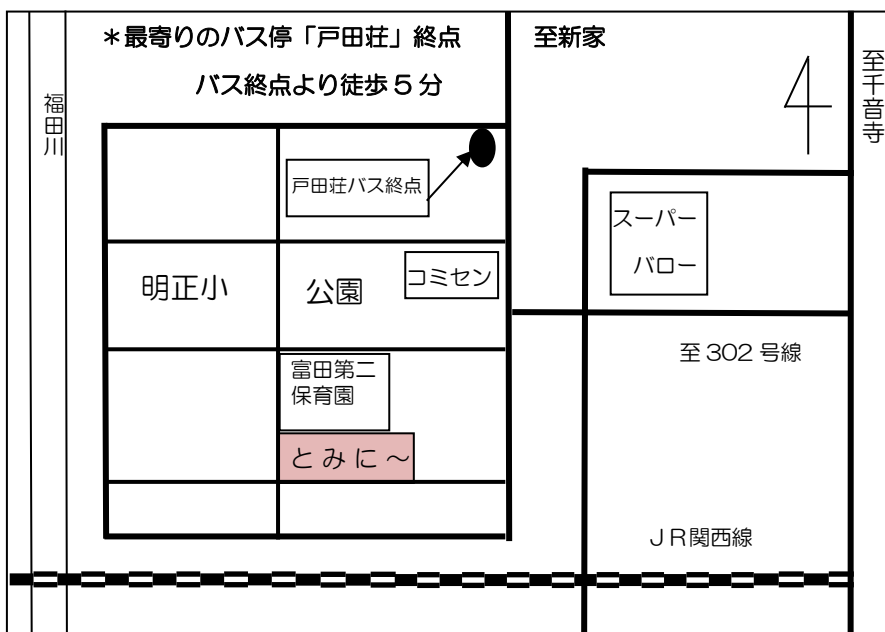 ＊最寄りのバス停「戸田荘」終点
バス終点より徒歩５分
至新家
至千音寺
福田川
戸田荘バス終点
スーパー
バロー
明正小
公園
コミセン
至302号線
富田第二
保育園
とみに～
ＪＲ関西線